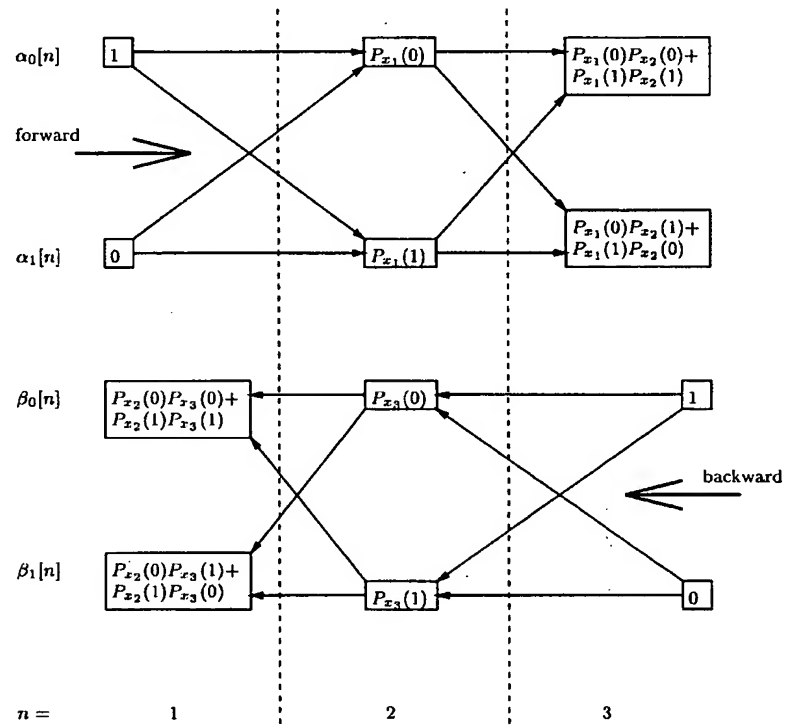 α₀[n]
1
Pₓ₁(0)
Pₓ₁(0)Pₓ₂(0)+
Pₓ₁(1)Pₓ₂(1)
forward
α₁[n]
0
Pₓ₁(1)
Pₓ₁(0)Pₓ₂(1)+
Pₓ₁(1)Pₓ₂(0)
β₀[n]
Pₓ₂(0)Pₓ₃(0)+
Pₓ₂(1)Pₓ₃(1)
Pₓ₃(0)
1
backward
β₁[n]
Pₓ₂(0)Pₓ₃(1)+
Pₓ₂(1)Pₓ₃(0)
Pₓ₃(1)
0
n = 1 2 3